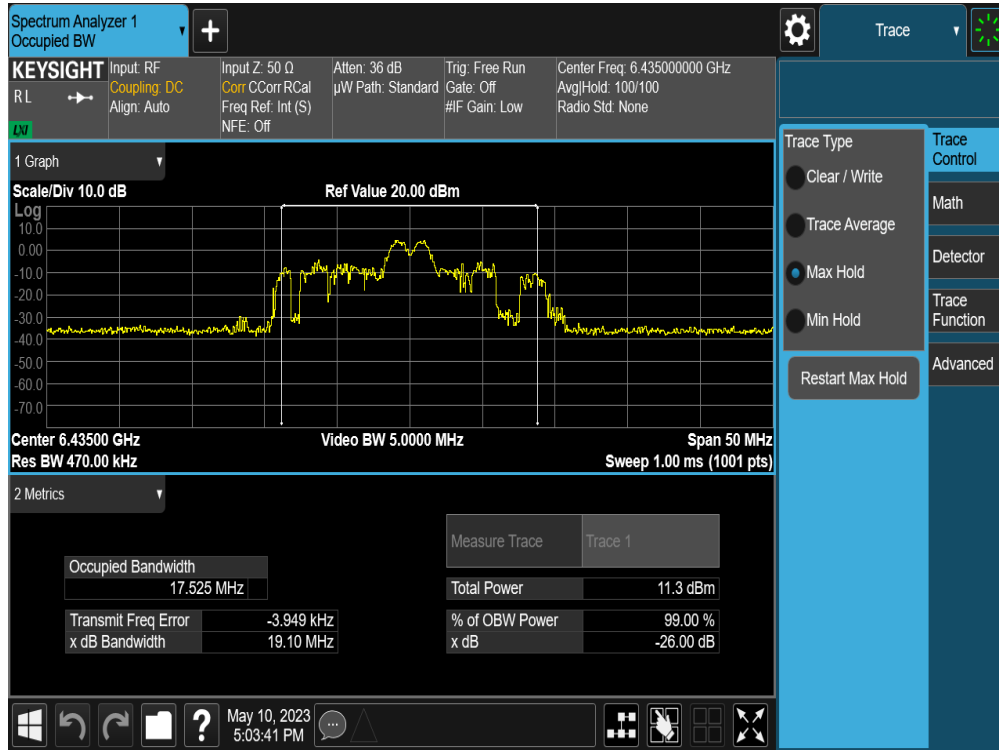 Spectrum Analyzer 1
Occupied BW
+
Trace
KEYSIGHT
R L
LXI
Input: RF
Coupling: DC
Align: Auto
Input Z: 50 Ω
Corr CCorr RCal
Freq Ref: Int (S)
NFE: Off
Atten: 36 dB
µW Path: Standard
Trig: Free Run
Gate: Off
#IF Gain: Low
Center Freq: 6.435000000 GHz
Avg|Hold: 100/100
Radio Std: None
1 Graph
Scale/Div 10.0 dB
Ref Value 20.00 dBm
Log
10.0
0.00
-10.0
-20.0
-30.0
-40.0
-50.0
-60.0
-70.0
Center 6.43500 GHz
Video BW 5.0000 MHz
Span 50 MHz
Res BW 470.00 kHz
Sweep 1.00 ms (1001 pts)
2 Metrics
Measure Trace
Trace 1
Occupied Bandwidth
17.525 MHz
Total Power
11.3 dBm
Transmit Freq Error
-3.949 kHz
% of OBW Power
99.00 %
x dB Bandwidth
19.10 MHz
x dB
-26.00 dB
Trace Type
Clear / Write
Trace Average
Max Hold
Min Hold
Restart Max Hold
Trace
Control
Math
Detector
Trace
Function
Advanced
?
May 10, 2023
5:03:41 PM